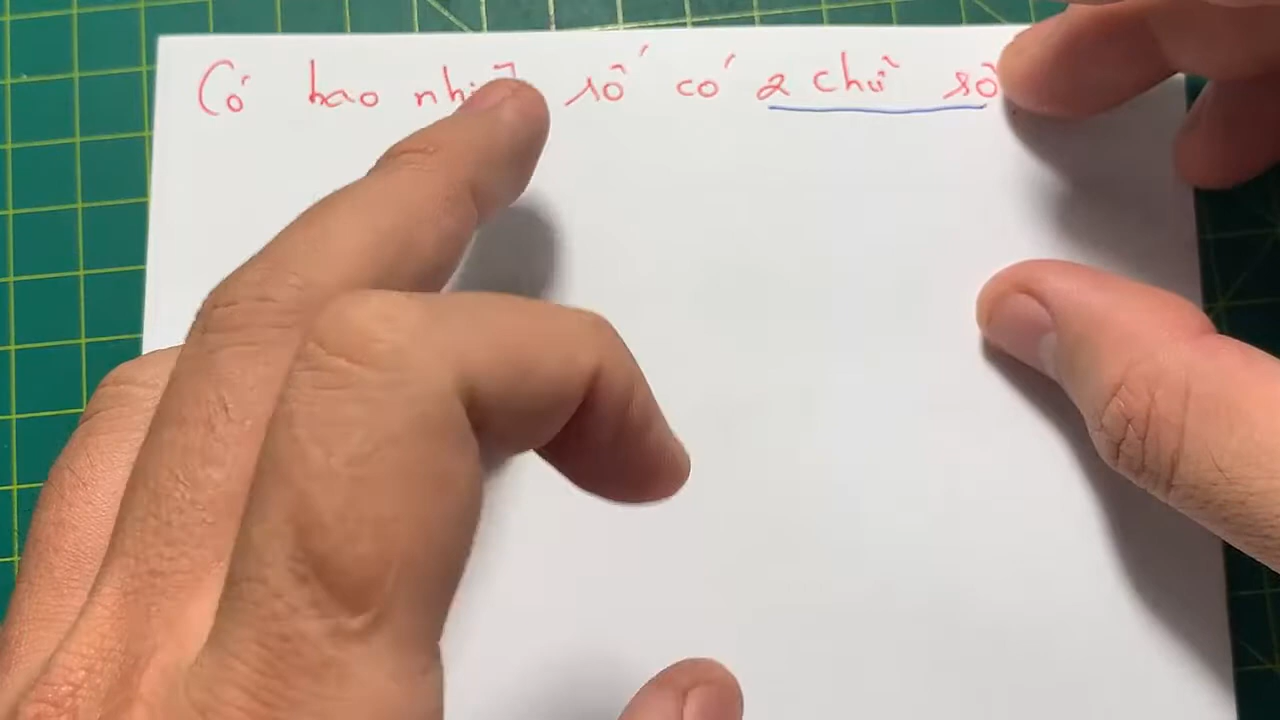 Có bao số có 2 chữ số